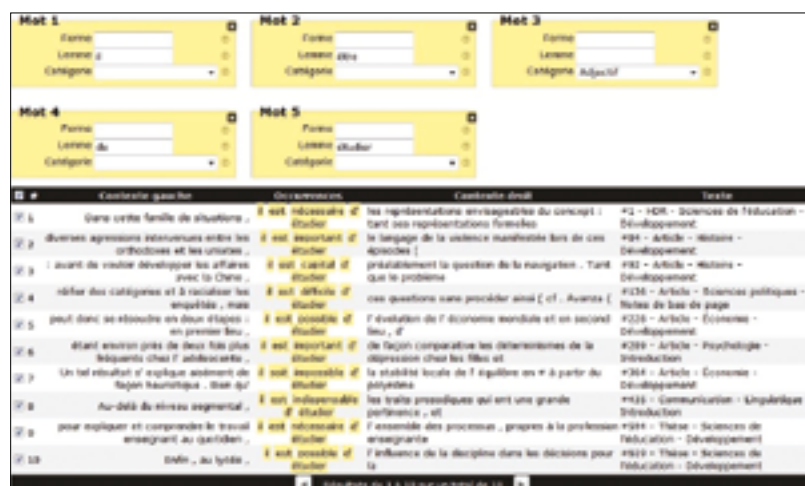 Mot 1
Mot 2
Mot 3
Forme
Forme
Forme
Lemme il
Lemme être
Lemme
Catégorie
Catégorie
Catégorie Adjectif
Mot 4
Mot 5
Forme
Forme
Lemme
Lemme étudier
Catégorie
Catégorie
# Contexte gauche Occurrences Contexte droit Texte
1 Dans cette famille de situations , il est nécessaire d' les représentations envisageables du concept : - HDR - Sciences de l'éducation -
étudier tant ses représentations formelles Développement
2 diverses agressions intervenues entre les il est important d' le langage de la violence manifestée lors de ces - Article - Histoire -
orthodoxes et les uniates , étudier épisodes [ Développement
3 : avant de vouloir développer les affaires il est capital d' préalablement la question de la navigation . Tant - Article - Histoire -
avec la Chine , étudier que le problème Développement
4 des catégories et à racialiser les il est difficile d' ces questions sans procéder ainsi [ cf . Avanza [ - Article - Sciences politiques -
enquêtés , mais étudier Notes de bas de page
5 peut donc se résoudre en deux étapes : il est possible d' l' évolution de l' économie mondiale et en second - Article - Économie -
en premier lieu , étudier lieu , d' Développement
6 étant environ près de deux fois plus il est important d' de façon comparative les déterminismes de la - Article - Psychologie -
fréquents chez l' adolescente , étudier dépression chez les filles et Introduction
7 Un tel résultat s' explique aisément de il soit impossible d' la stabilité locale de l' équilibre en à partir du - Article - Économie -
façon heuristique . Bien qu' étudier polynôme Développement
8 Au-delà du niveau segmental , il est indispensable les traits prosodiques qui ont une grande - Communication - Linguistique
d' étudier pertinence , et Introduction
9 pour expliquer et comprendre le travail il est nécessaire d' l' ensemble des processus , propres à la profession - Thèse - Sciences de
enseignant au quotidien , étudier enseignante l'éducation - Développement
10 Enfin , au lycée , il est possible d' l' influence de la discipline dans les décisions pour - Thèse - Sciences de
étudier la l'éducation - Développement
Résultats de 1 à 10 sur un total de